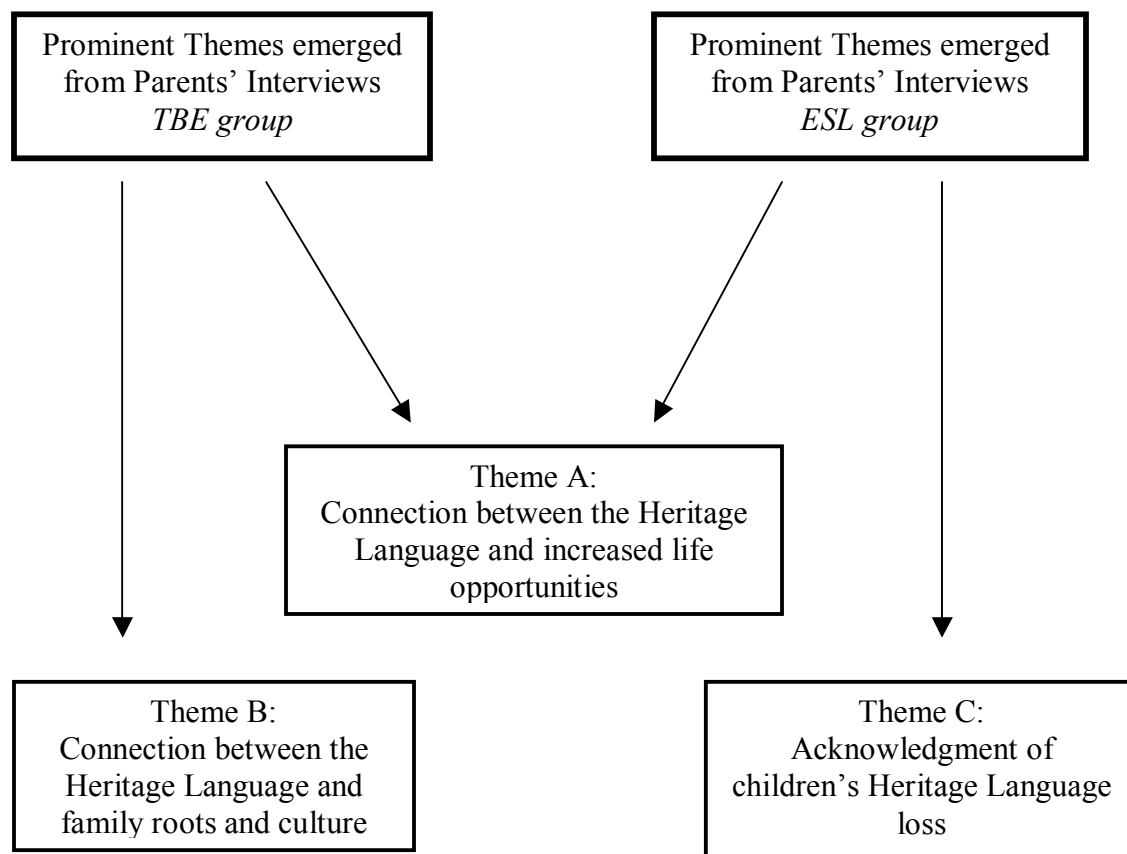 Prominent Themes emerged
from Parents’ Interviews
TBE group
Prominent Themes emerged
from Parents’ Interviews
ESL group
Theme A:
Connection between the Heritage
Language and increased life
opportunities
Theme B:
Connection between the
Heritage Language and
family roots and culture
Theme C:
Acknowledgment of
children’s Heritage Language
loss